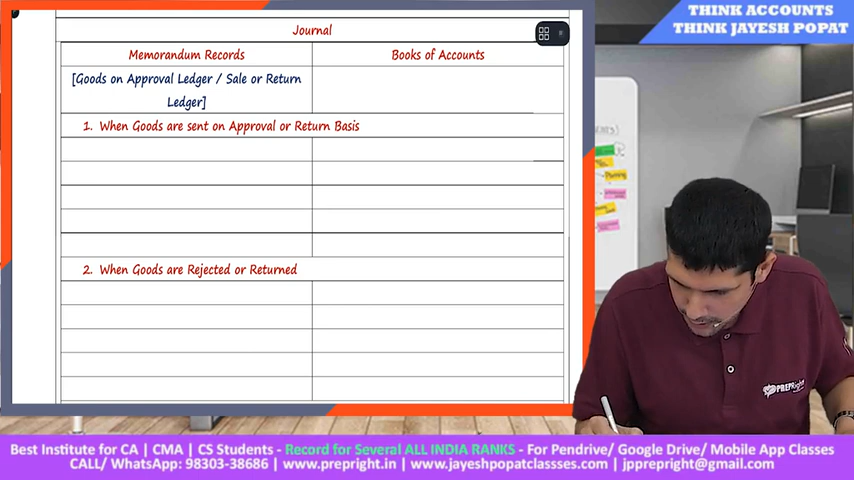 THINK ACCOUNTS
THINK JAYESH POPAT
Journal
Memorandum Records
Books of Accounts
[Goods on Approval Ledger / Sale or Return
Ledger]
1. When Goods are sent on Approval or Return Basis
2. When Goods are Rejected or Returned
Planning
PREPRight
Best Institute for CA | CMA | CS Students - Record for Several ALL INDIA RANKS - For Pendrive/ Google Drive/ Mobile App Classes
CALL/ WhatsApp: 98303-38686 | www.prepright.in | www.jayeshpopatclassses.com | jpprepright@gmail.com